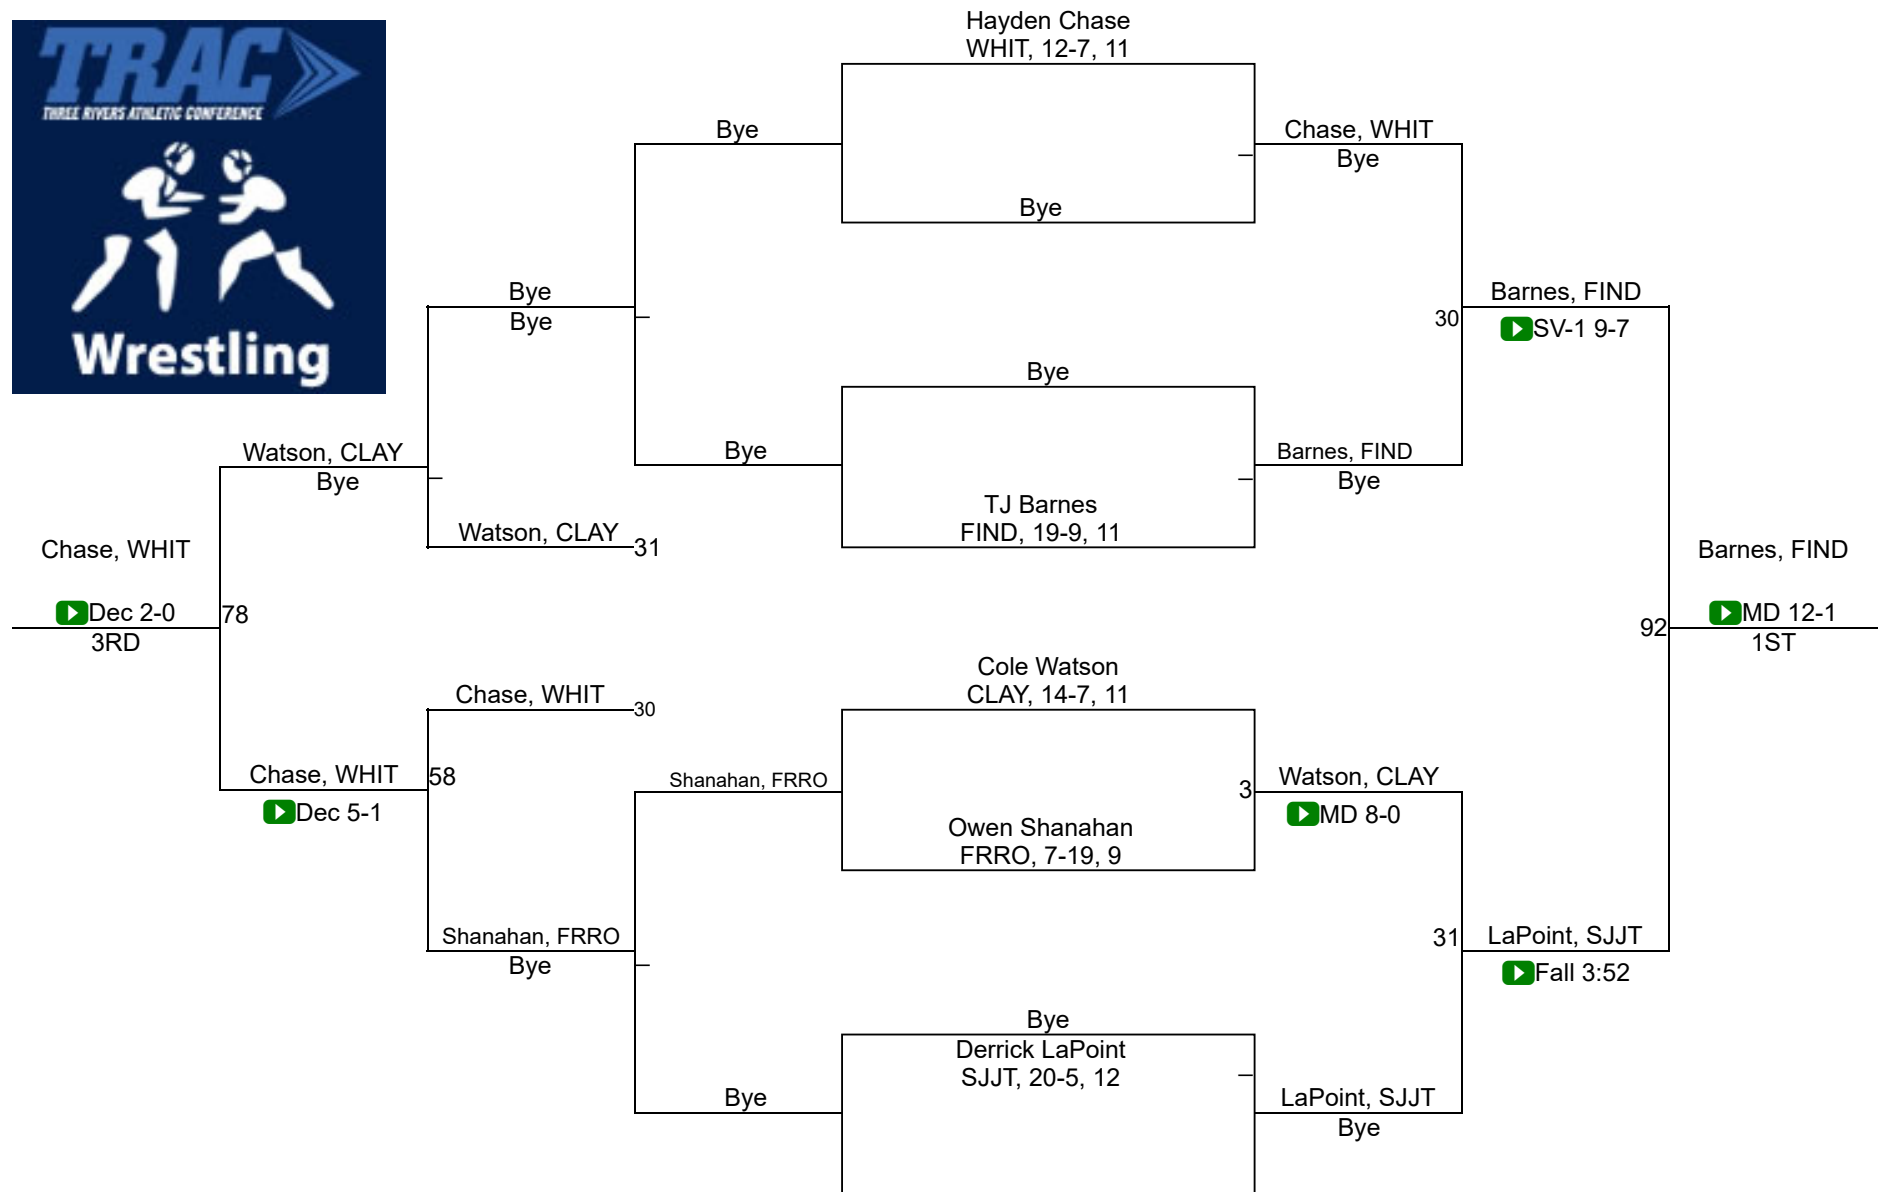 TRAC
THREE RIVERS ATHLETIC CONFERENCE
Wrestling
Hayden Chase
WHIT, 12-7, 11
Bye
Chase, WHIT
Bye
Bye
Bye
Bye
Barnes, FIND
30
SV-1 9-7
Bye
Bye
Barnes, FIND
Bye
TJ Barnes
FIND, 19-9, 11
Watson, CLAY
Bye
Watson, CLAY
31
Chase, WHIT
Dec 2-0
3RD
78
Barnes, FIND
92
MD 12-1
1ST
Cole Watson
CLAY, 14-7, 11
Chase, WHIT
30
Chase, WHIT
58
Dec 5-1
Shanahan, FRRO
3
Watson, CLAY
MD 8-0
Owen Shanahan
FRRO, 7-19, 9
Shanahan, FRRO
Bye
31
LaPoint, SJJT
Fall 3:52
Bye
Derrick LaPoint
SJJT, 20-5, 12
Bye
LaPoint, SJJT
Bye